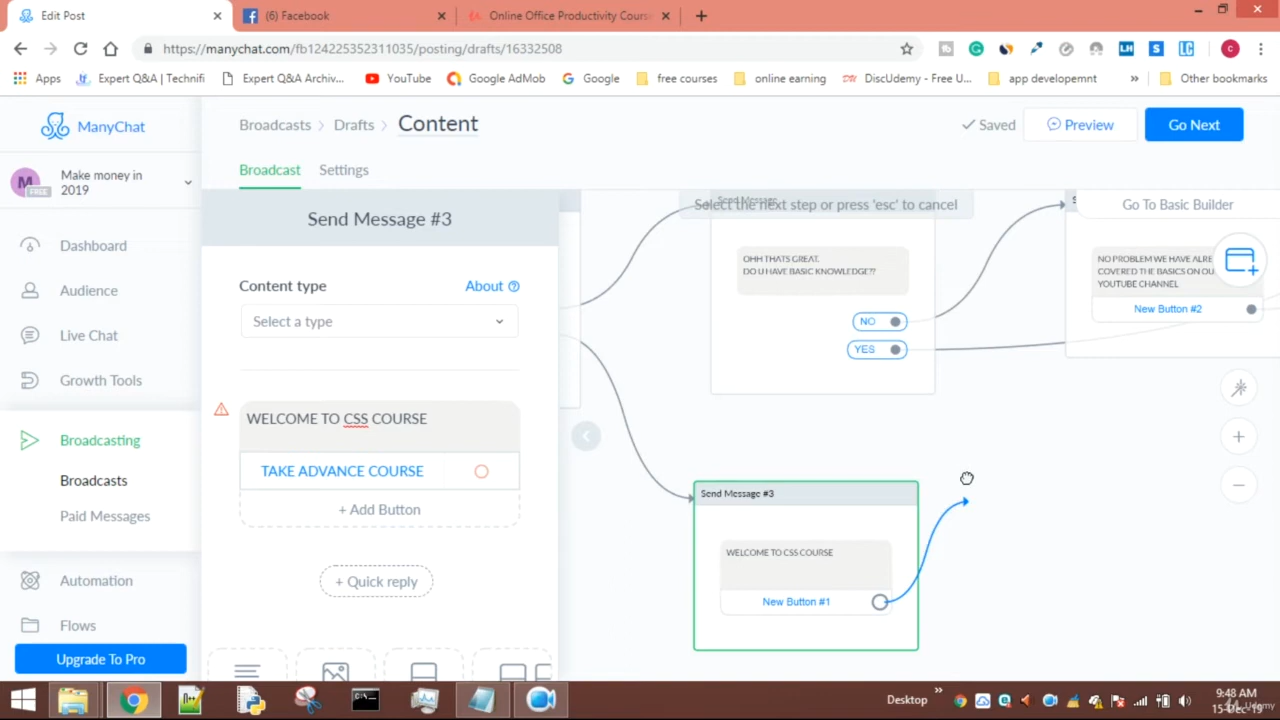 Edit Post
(6) Facebook
Online Office Productivity Cours
https://manychat.com/fb124225352311035/posting/drafts/16332508
Apps
Expert Q&A | Technifi
Expert Q&A Archiv...
YouTube
Google AdMob
Google
free courses
online earning
DiscUdemy - Free U...
app developemnt
»
Other bookmarks
ManyChat
Broadcasts > Drafts > Content
Saved
Preview
Go Next
M
FREE
Make money in
2019
Broadcast
Settings
Dashboard
Audience
Live Chat
Growth Tools
Broadcasting
Broadcasts
Paid Messages
Automation
Flows
Upgrade To Pro
Send Message #3
Content type
About
Select a type
WELCOME TO CSS COURSE
TAKE ADVANCE COURSE
+ Add Button
+ Quick reply
Select the next step or press 'esc' to cancel
Go To Basic Builder
OHH THATS GREAT.
DO U HAVE BASIC KNOWLEDGE??
NO
YES
NO PROBLEM WE HAVE ALRE
COVERED THE BASICS ON OU
YOUTUBE CHANNEL
New Button #2
Send Message #3
WELCOME TO CSS COURSE
New Button #1
Desktop
9:48 AM
15-Dec-19
Udemy